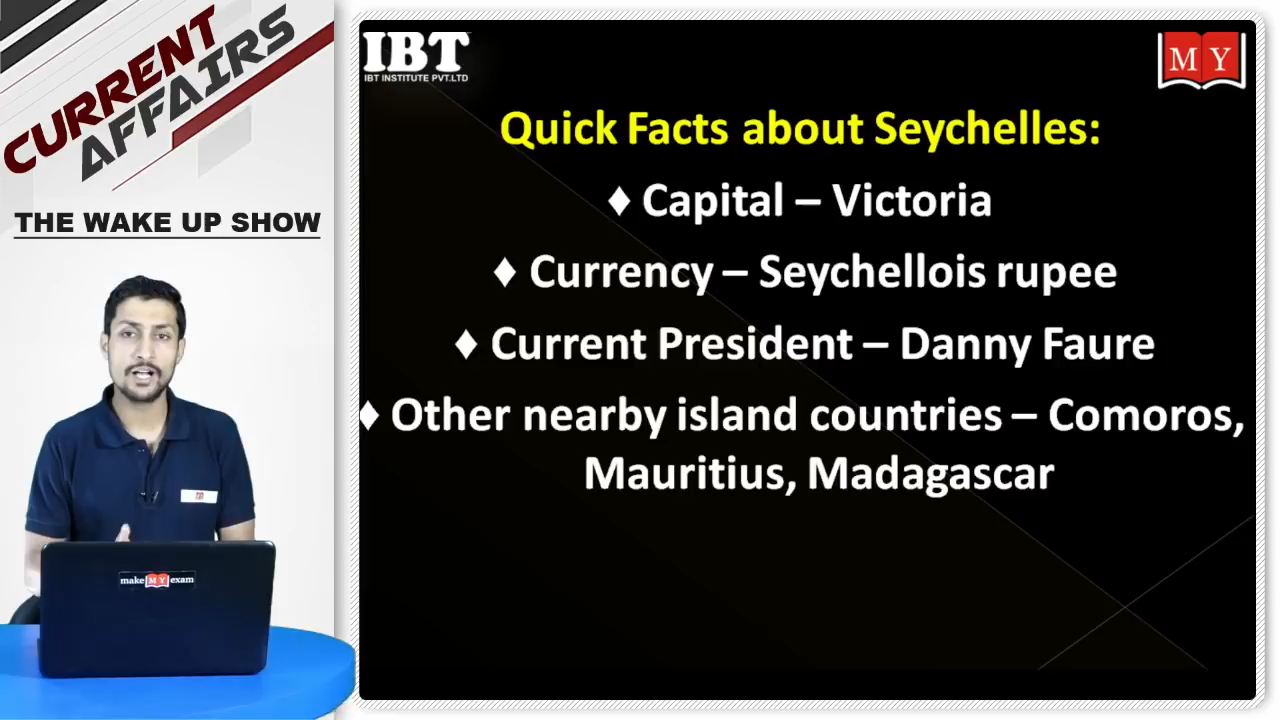 CURRENT
AFFAIRS
THE WAKE UP SHOW
make MY exam
IBT
IBT INSTITUTE PVT.LTD
M Y
Quick Facts about Seychelles:
♦ Capital – Victoria
♦ Currency – Seychellois rupee
♦ Current President – Danny Faure
♦ Other nearby island countries – Comoros,
Mauritius, Madagascar